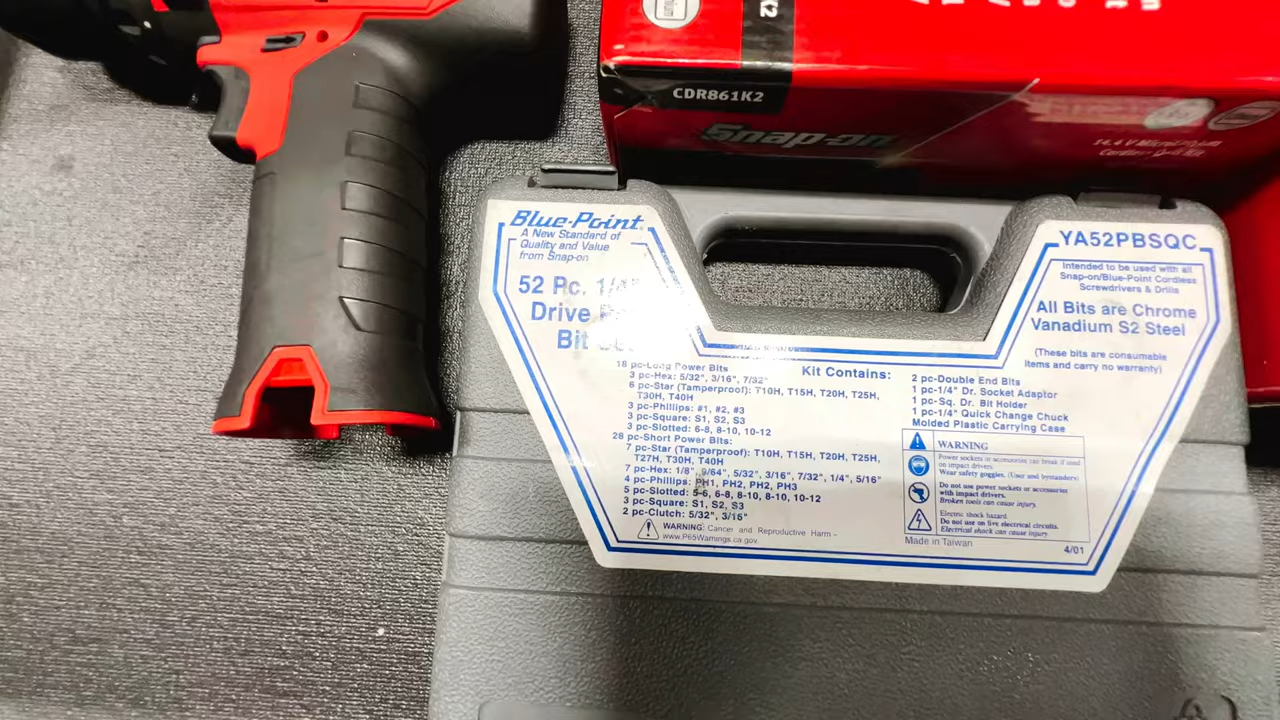 K2
CDR861K2
Snap-on
14.4 V MicroLithium
Cordless Drill Kit
Blue-Point
A New Standard of
Quality and Value
from Snap-on
YA52PBSQC
Intended to be used with all
Snap-on/Blue-Point Cordless
Screwdrivers & Drills
52 Pc. 1/4"
Drive
Bit
All Bits are Chrome
Vanadium S2 Steel
(These bits are consumable
items and carry no warranty)
Kit Contains:
18 pc-Long Power Bits
3 pc-Hex: 5/32", 3/16", 7/32"
6 pc-Star (Tamperproof): T10H, T15H, T20H, T25H,
T30H, T40H
3 pc-Phillips: #1, #2, #3
3 pc-Square: S1, S2, S3
3 pc-Slotted: 6-8, 8-10, 10-12
28 pc-Short Power Bits:
7 pc-Star (Tamperproof): T10H, T15H, T20H, T25H,
T27H, T30H, T40H
7 pc-Hex: 1/8", 9/64", 5/32", 3/16", 7/32", 1/4", 5/16"
4 pc-Phillips: PH1, PH2, PH2, PH3
5 pc-Slotted: 5-6, 6-8, 8-10, 8-10, 10-12
3 pc-Square: S1, S2, S3
2 pc-Clutch: 5/32", 3/16"
WARNING: Cancer and Reproductive Harm –
www.P65Warnings.ca.gov.
2 pc-Double End Bits
1 pc-1/4" Dr. Socket Adaptor
1 pc-Sq. Dr. Bit Holder
1 pc-1/4" Quick Change Chuck
Molded Plastic Carrying Case
WARNING
Power sockets or accessories can break if used
on impact drivers.
Wear safety goggles. (User and bystanders)
Do not use power sockets or accessories
with impact drivers.
Broken tools can cause injury.
Electric shock hazard.
Do not use on live electrical circuits.
Electrical shock can cause injury
Made in Taiwan
4/01